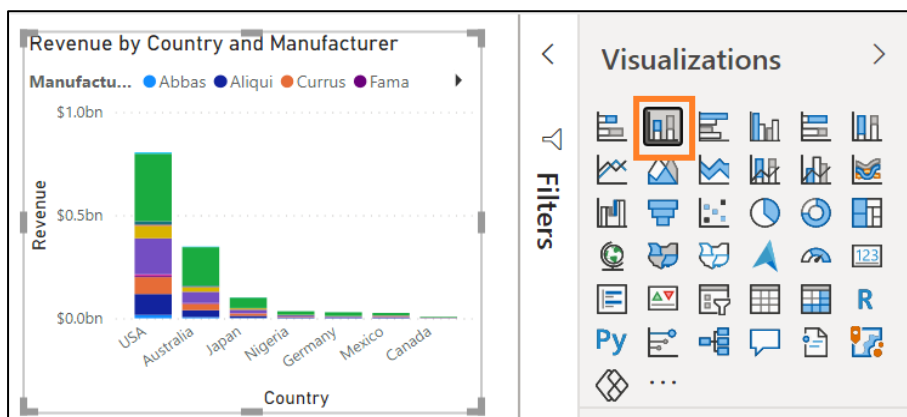 Revenue by Country and Manufacturer
Manufactu... Abbas Aliqui Currus Fama
$1.0bn
$0.5bn
$0.0bn
Revenue
USA
Australia
Japan
Nigeria
Germany
Mexico
Canada
Country
Filters
Visualizations
123
R
Py
...